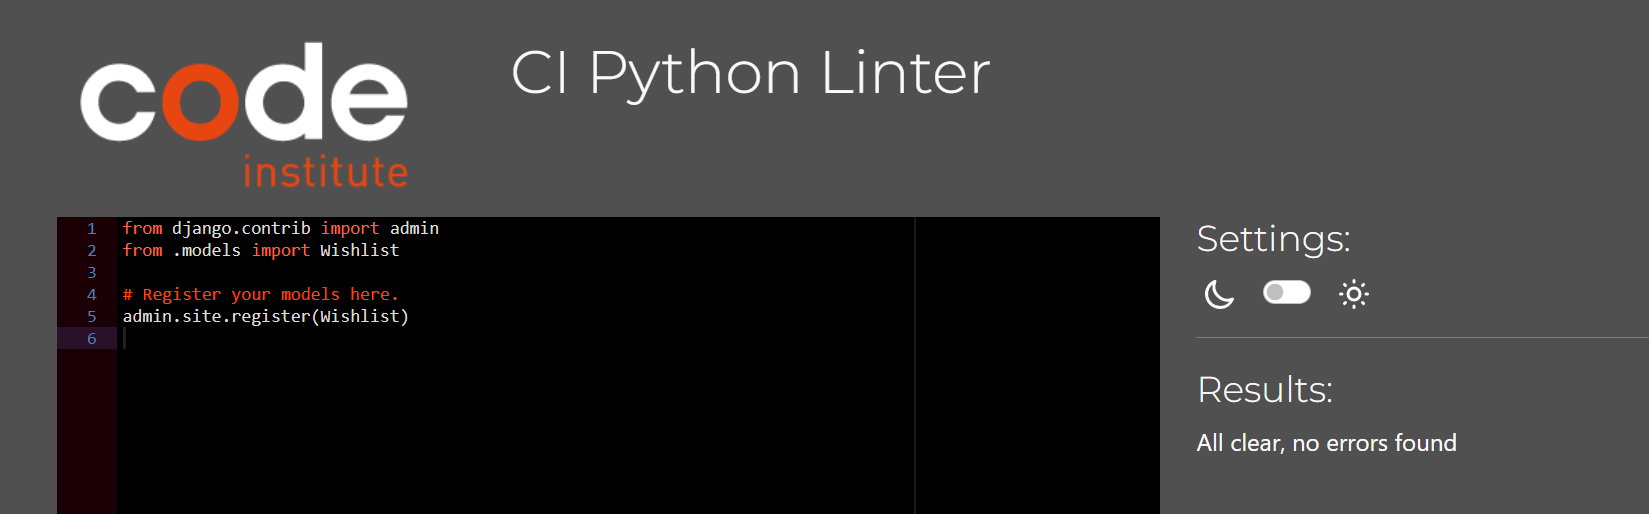 code
institute
CI Python Linter
1 from django.contrib import admin
2 from .models import Wishlist
3
4 # Register your models here.
5 admin.site.register(Wishlist)
6
Settings:
Results:
All clear, no errors found